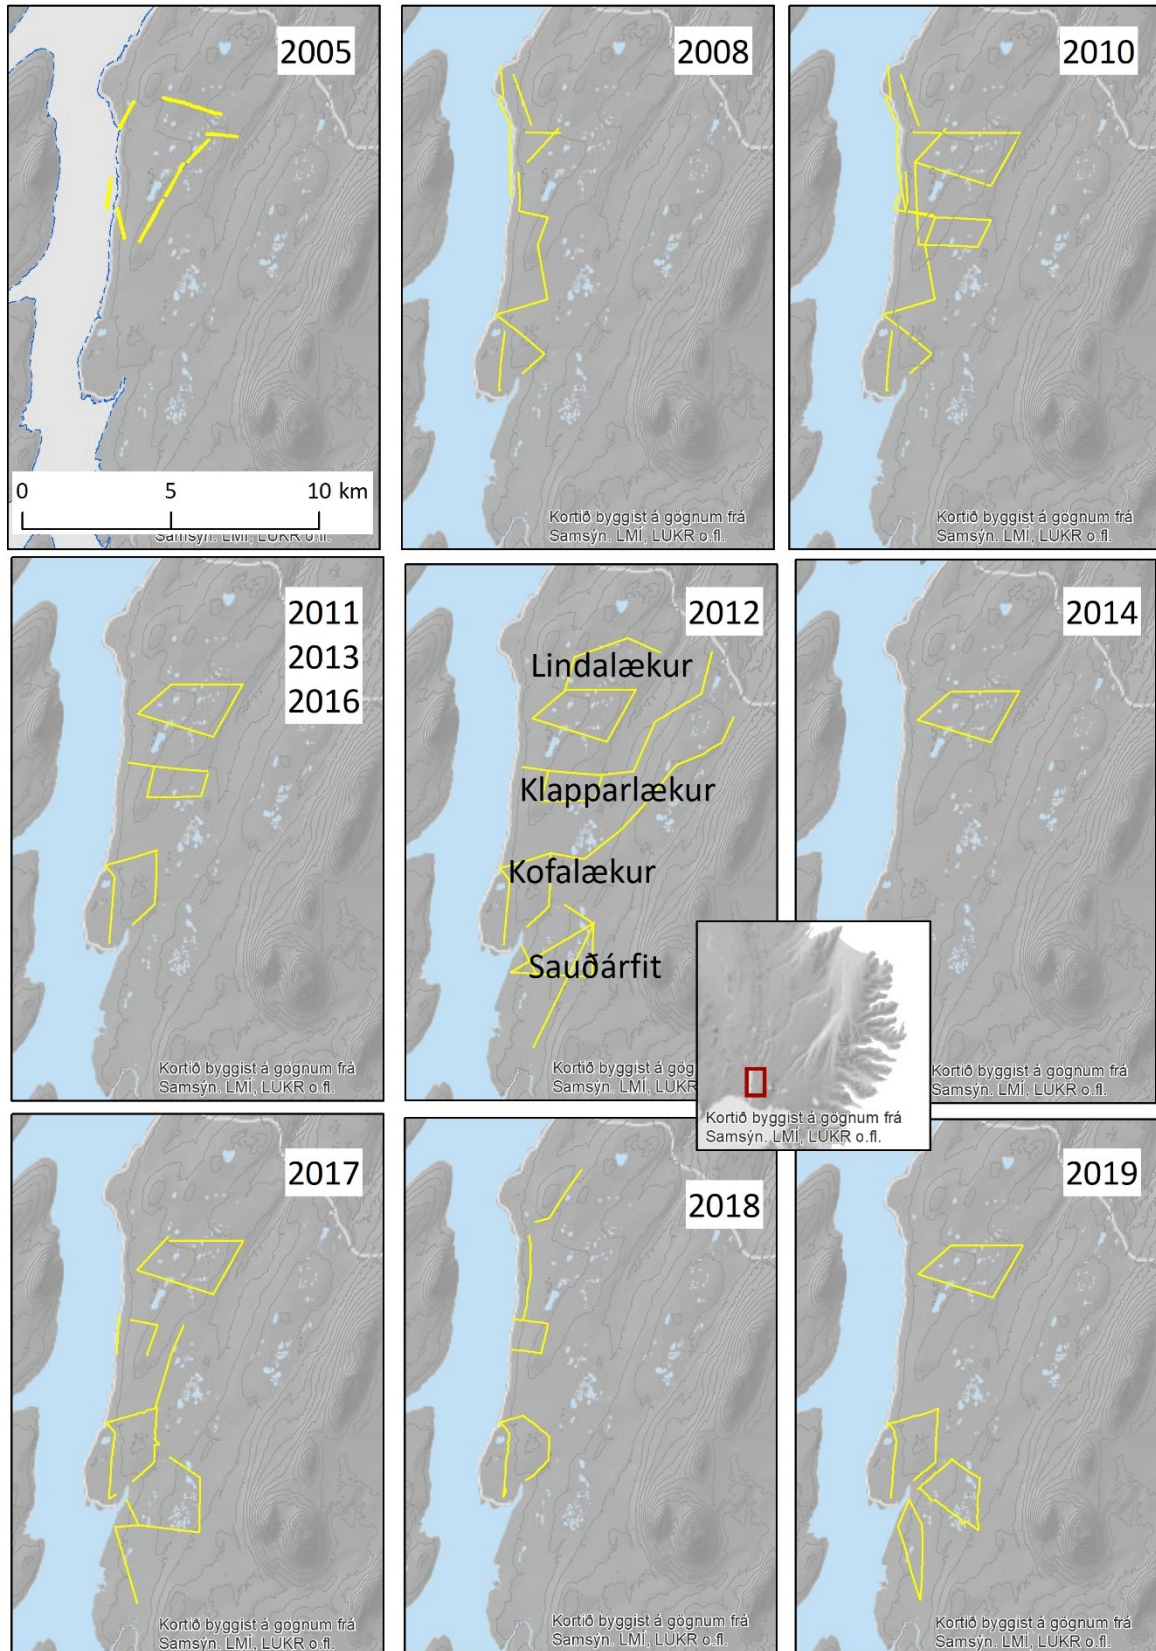 2005
0 5 10 km
Samsýn. LMÍ, LUKR o.fl.
2008
Kortið byggist á gögnum frá
Samsýn. LMÍ, LUKR o.fl.
2010
Kortið byggist á gögnum frá
Samsýn. LMÍ, LUKR o.fl.
2011
2013
2016
Kortið byggist á gögnum frá
Samsýn. LMÍ, LUKR o.fl.
2012
Lindalækur
Klapparlækur
Kofalækur
Sauðárfit
Kortið byggist á gögnum frá
Samsýn. LMÍ, LUKR
2014
Kortið byggist á gögnum frá
Samsýn. LMÍ, LUKR o.fl.
Kortið byggist á gögnum frá
Samsýn. LMÍ, LUKR o.fl.
2017
Kortið byggist á gögnum frá
Samsýn. LMÍ, LUKR o.fl.
2018
Kortið byggist á gögnum frá
Samsýn. LMÍ, LUKR o.fl.
2019
Kortið byggist á gögnum frá
Samsýn. LMÍ, LUKR o.fl.